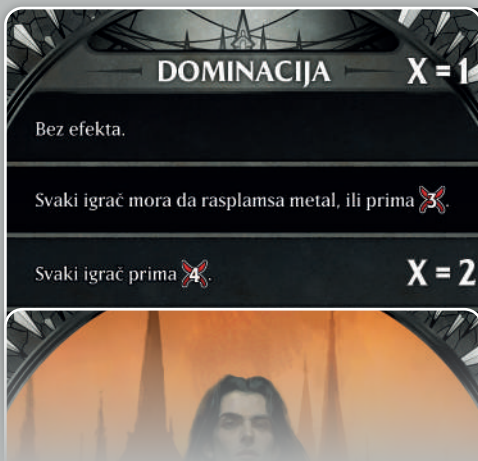 DOMINACIJA X = 1
Bez efekta.
Svaki igrač mora da rasplamsa metal, ili prima 3.
Svaki igrač prima 4. X = 2